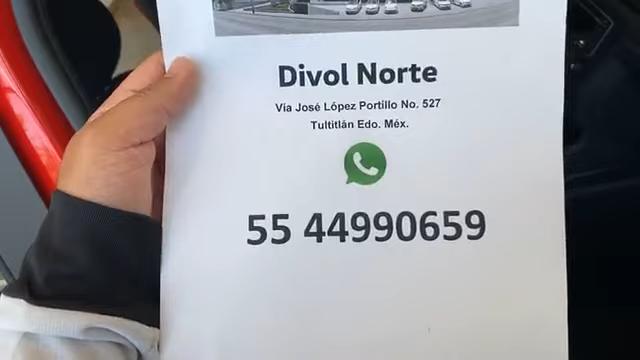 Divol Norte
Vía José López Portillo No. 527
Tultitlán Edo. Méx.
55 44990659